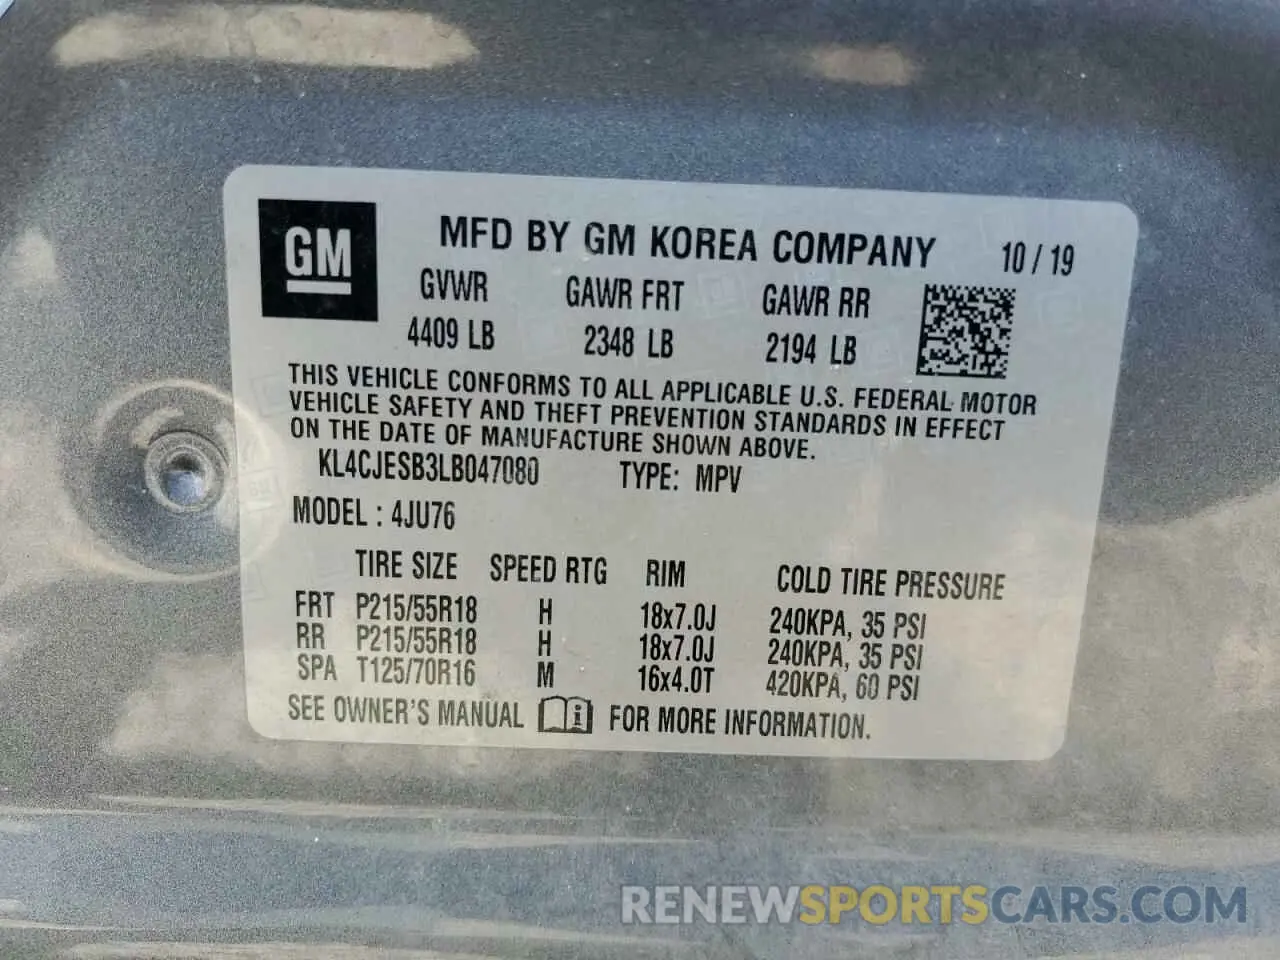 GM
MFD BY GM KOREA COMPANY 10 / 19
GVWR GAWR FRT GAWR RR
4409 LB 2348 LB 2194 LB
THIS VEHICLE CONFORMS TO ALL APPLICABLE U.S. FEDERAL MOTOR
VEHICLE SAFETY AND THEFT PREVENTION STANDARDS IN EFFECT
ON THE DATE OF MANUFACTURE SHOWN ABOVE.
KL4CJESB3LB047080 TYPE: MPV
MODEL : 4JU76
TIRE SIZE SPEED RTG RIM COLD TIRE PRESSURE
FRT P215/55R18 H 18x7.0J 240KPA, 35 PSI
RR P215/55R18 H 18x7.0J 240KPA, 35 PSI
SPA T125/70R16 M 16x4.0T 420KPA, 60 PSI
SEE OWNER'S MANUAL FOR MORE INFORMATION.
RENEWSPORTSCARS.COM